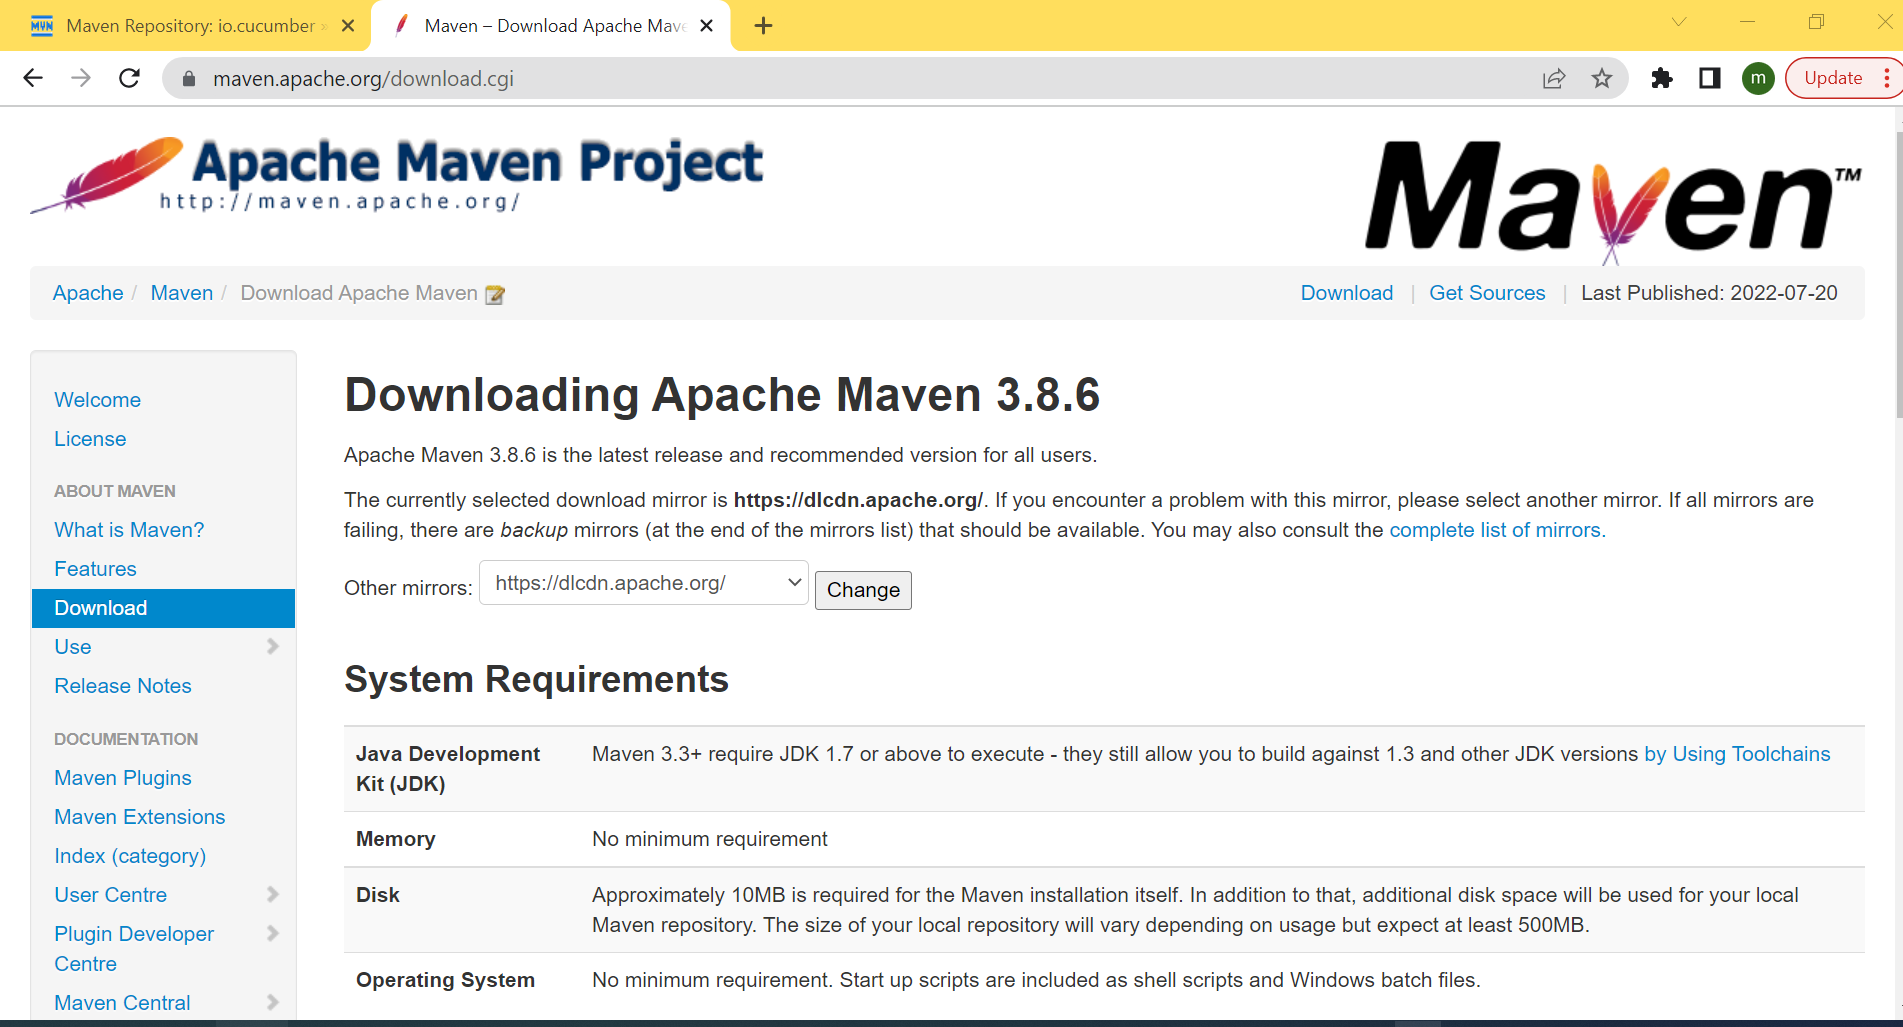 Maven Repository: io.cucumber »
Maven – Download Apache Mave
maven.apache.org/download.cgi
m
Update
Apache Maven Project
http://maven.apache.org/
Maven™
Apache / Maven / Download Apache Maven
Download | Get Sources | Last Published: 2022-07-20
Welcome
License
ABOUT MAVEN
What is Maven?
Features
Download
Use
Release Notes
DOCUMENTATION
Maven Plugins
Maven Extensions
Index (category)
User Centre
Plugin Developer
Centre
Maven Central
Downloading Apache Maven 3.8.6
Apache Maven 3.8.6 is the latest release and recommended version for all users.
The currently selected download mirror is https://dlcdn.apache.org/. If you encounter a problem with this mirror, please select another mirror. If all mirrors are
failing, there are backup mirrors (at the end of the mirrors list) that should be available. You may also consult the complete list of mirrors.
Other mirrors: https://dlcdn.apache.org/ Change
System Requirements
Java Development
Kit (JDK)
Maven 3.3+ require JDK 1.7 or above to execute - they still allow you to build against 1.3 and other JDK versions by Using Toolchains
Memory
No minimum requirement
Disk
Approximately 10MB is required for the Maven installation itself. In addition to that, additional disk space will be used for your local
Maven repository. The size of your local repository will vary depending on usage but expect at least 500MB.
Operating System
No minimum requirement. Start up scripts are included as shell scripts and Windows batch files.